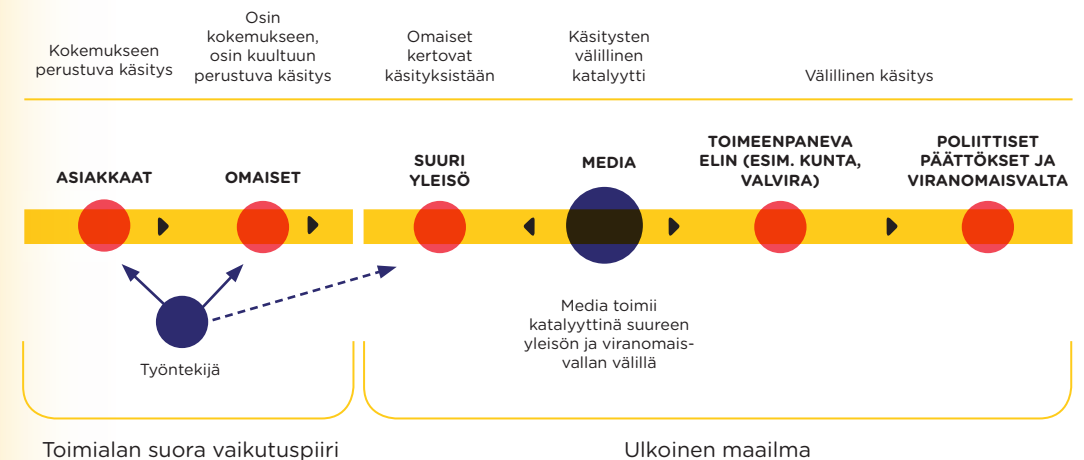 Kokemukseen
perustuva käsitys
Osin
kokemukseen,
osin kuultuun
perustuva käsitys
Omaiset
kertovat
käsityksistään
Käsitysten
välillinen
katalyytti
Välillinen käsitys
ASIAKKAAT
OMAISET
SUURI
YLEISÖ
MEDIA
TOIMEENPANEVA
ELIN (ESIM. KUNTA,
VALVIRA)
POLIITTISET
PÄÄTTÖKSET JA
VIRANOMAISVALTA
Työntekijä
Media toimii
katalyyttinä suureen
yleisön ja viranomais-
vallan välillä
Toimialan suora vaikutuspiiri
Ulkoinen maailma